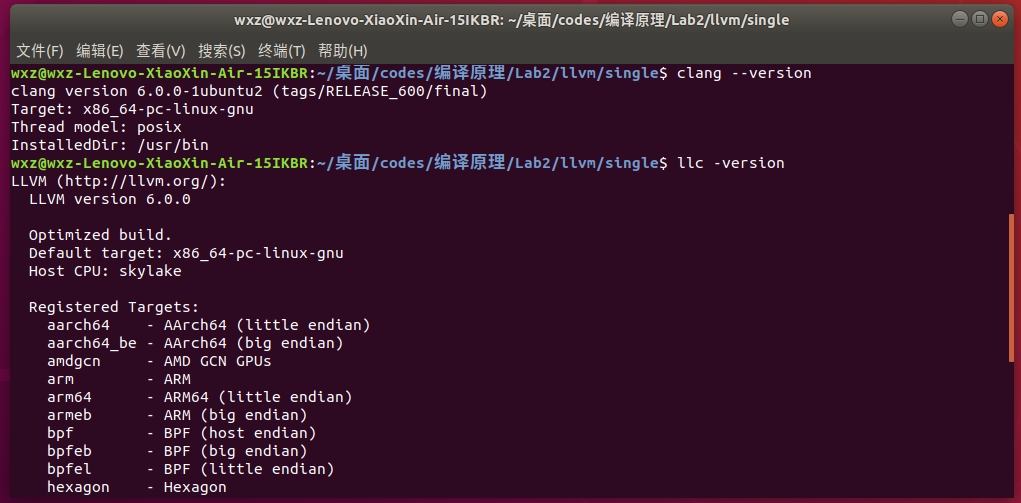 wxz@wxz-Lenovo-XiaoXin-Air-15IKBR: ~/桌面/codes/编译原理/Lab2/llvm/single
文件(F) 编辑(E) 查看(V) 搜索(S) 终端(T) 帮助(H)
wxz@wxz-Lenovo-XiaoXin-Air-15IKBR:~/桌面/codes/编译原理/Lab2/llvm/single$ clang --version
clang version 6.0.0-1ubuntu2 (tags/RELEASE_600/final)
Target: x86_64-pc-linux-gnu
Thread model: posix
InstalledDir: /usr/bin
wxz@wxz-Lenovo-XiaoXin-Air-15IKBR:~/桌面/codes/编译原理/Lab2/llvm/single$ llc -version
LLVM (http://llvm.org/):
  LLVM version 6.0.0

  Optimized build.
  Default target: x86_64-pc-linux-gnu
  Host CPU: skylake

  Registered Targets:
    aarch64    - AArch64 (little endian)
    aarch64_be - AArch64 (big endian)
    amdgcn     - AMD GCN GPUs
    arm        - ARM
    arm64      - ARM64 (little endian)
    armeb      - ARM (big endian)
    bpf        - BPF (host endian)
    bpfeb      - BPF (big endian)
    bpfel      - BPF (little endian)
    hexagon    - Hexagon